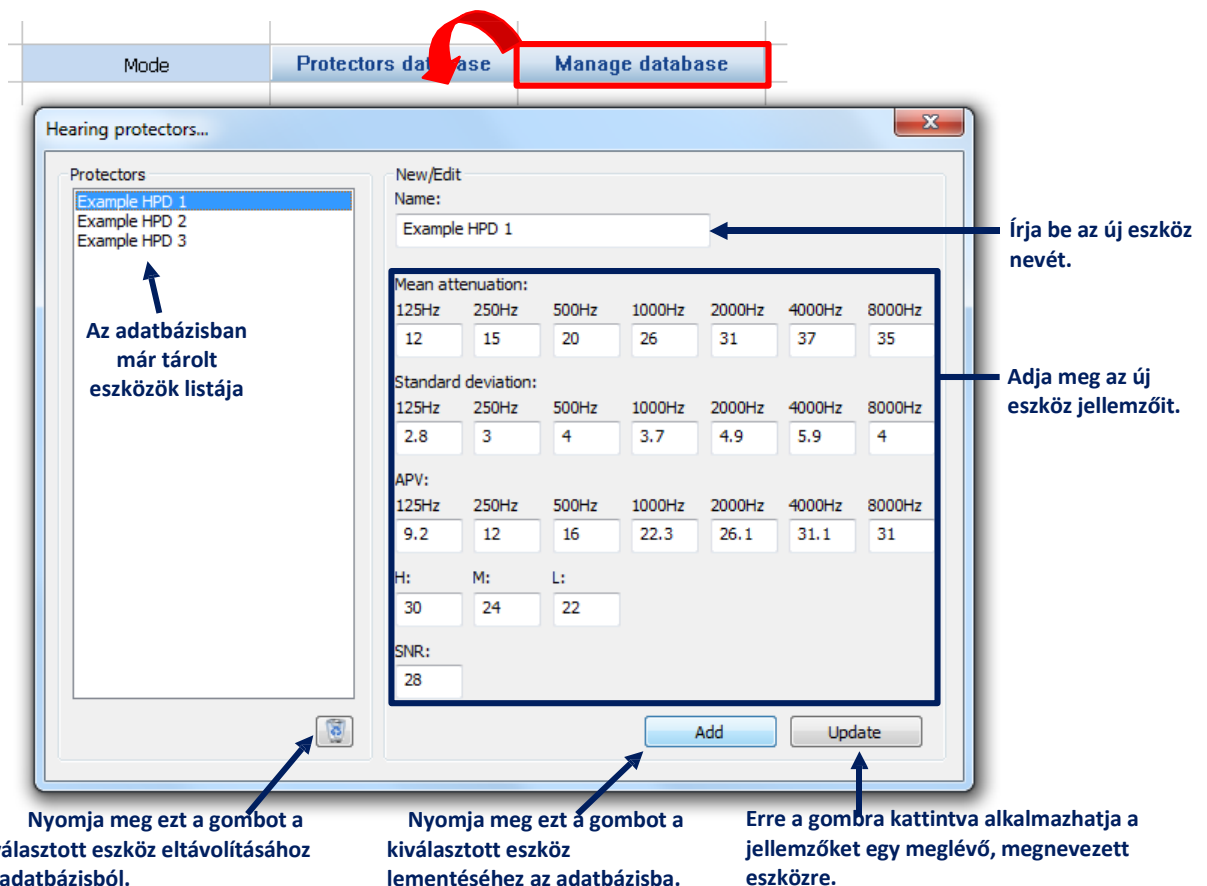 Mode Protectors database Manage database
Hearing protectors...
Protectors
Example HPD 1
Example HPD 2
Example HPD 3
Az adatbázisban
már tárolt
eszközök listája
New/Edit
Name:
Example HPD 1
Írja be az új eszköz
nevét.
Mean attenuation:
125Hz 250Hz 500Hz 1000Hz 2000Hz 4000Hz 8000Hz
12 15 20 26 31 37 35
Standard deviation:
125Hz 250Hz 500Hz 1000Hz 2000Hz 4000Hz 8000Hz
2.8 3 4 3.7 4.9 5.9 4
APV:
125Hz 250Hz 500Hz 1000Hz 2000Hz 4000Hz 8000Hz
9.2 12 16 22.3 26.1 31.1 31
H: M: L:
30 24 22
SNR:
28
Adja meg az új
eszköz jellemzőit.
Add Update
Nyomja meg ezt a gombot a
választott eszköz eltávolításához
adatbázisból.
Nyomja meg ezt a gombot a
kiválasztott eszköz
lementéséhez az adatbázisba.
Erre a gombra kattintva alkalmazhatja a
jellemzőket egy meglévő, megnevezett
eszközre.